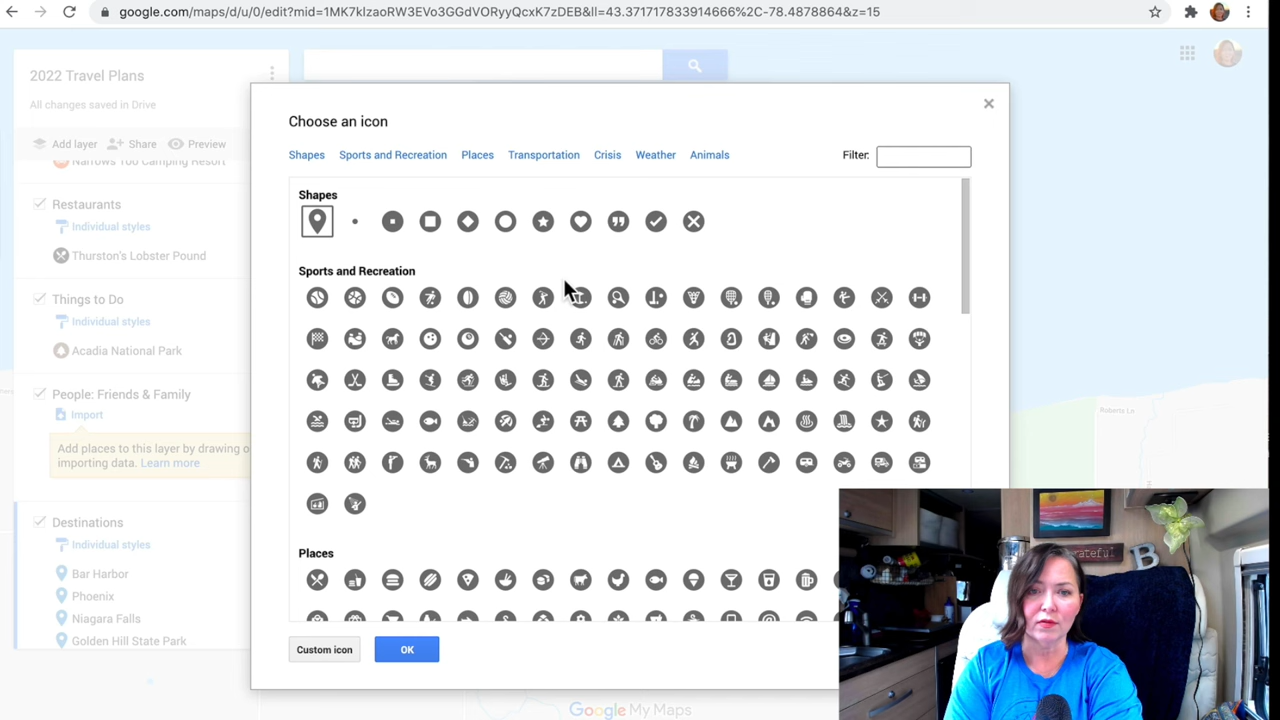 google.com/maps/d/u/0/edit?mid=1MK7klzaoRW3EVo3GGdVORyyQcxK7zDEB&ll=43.371717833914666%2C-78.4878864&z=15
2022 Travel Plans
All changes saved in Drive
Add layer Share Preview
Narrows Too Camping Resort
Restaurants
Individual styles
Thurston's Lobster Pound
Things to Do
Individual styles
Acadia National Park
People: Friends & Family
Import
Add places to this layer by drawing o
importing data. Learn more
Destinations
Individual styles
Bar Harbor
Phoenix
Niagara Falls
Golden Hill State Park
Choose an icon
Shapes Sports and Recreation Places Transportation Crisis Weather Animals Filter:
Shapes
Sports and Recreation
Places
Custom icon OK
Roberts Ln
Google My Maps
grateful
B